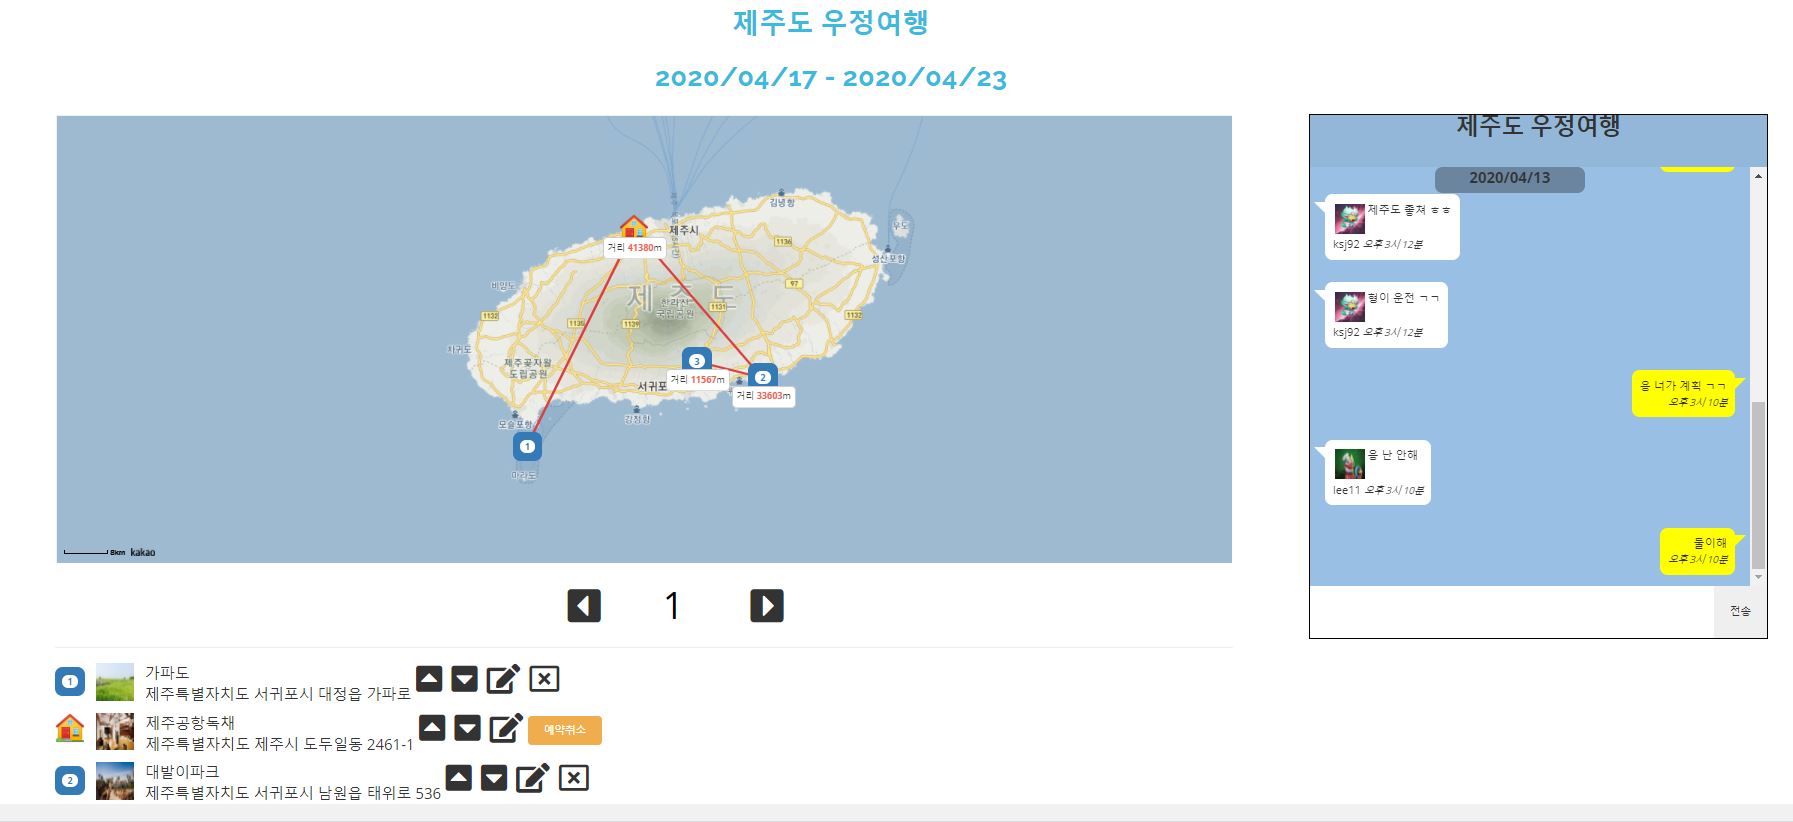 제주도 우정여행
2020/04/17 - 2020/04/23
김녕항
우도
제주시
거리 41380m
1136
성산포항
비양도
97
제 주 도
한라산
국립공원
1131
1132
1135
1139
1132
차귀도
제주곶자왈
도립공원
3
2
거리 11567m
서귀포
거리 33603m
강정항
모슬포항
1
마라도
8km kakao
1
1
가파도
제주특별자치도 서귀포시 대정읍 가파로
제주공항독채
제주특별자치도 제주시 도두일동 2461-1
예약취소
2
대발이파크
제주특별자치도 서귀포시 남원읍 태위로 536
제주도 우정여행
2020/04/13
제주도 좋쳐 ㅎㅎ
ksj92 오후 3시/12분
형이 운전 ㄱㄱ
ksj92 오후 3시/12분
응 너가 계획 ㄱㄱ
오후 3시/10분
응 난 안해
lee11 오후 3시/10분
둘이해
오후 3시/10분
전송